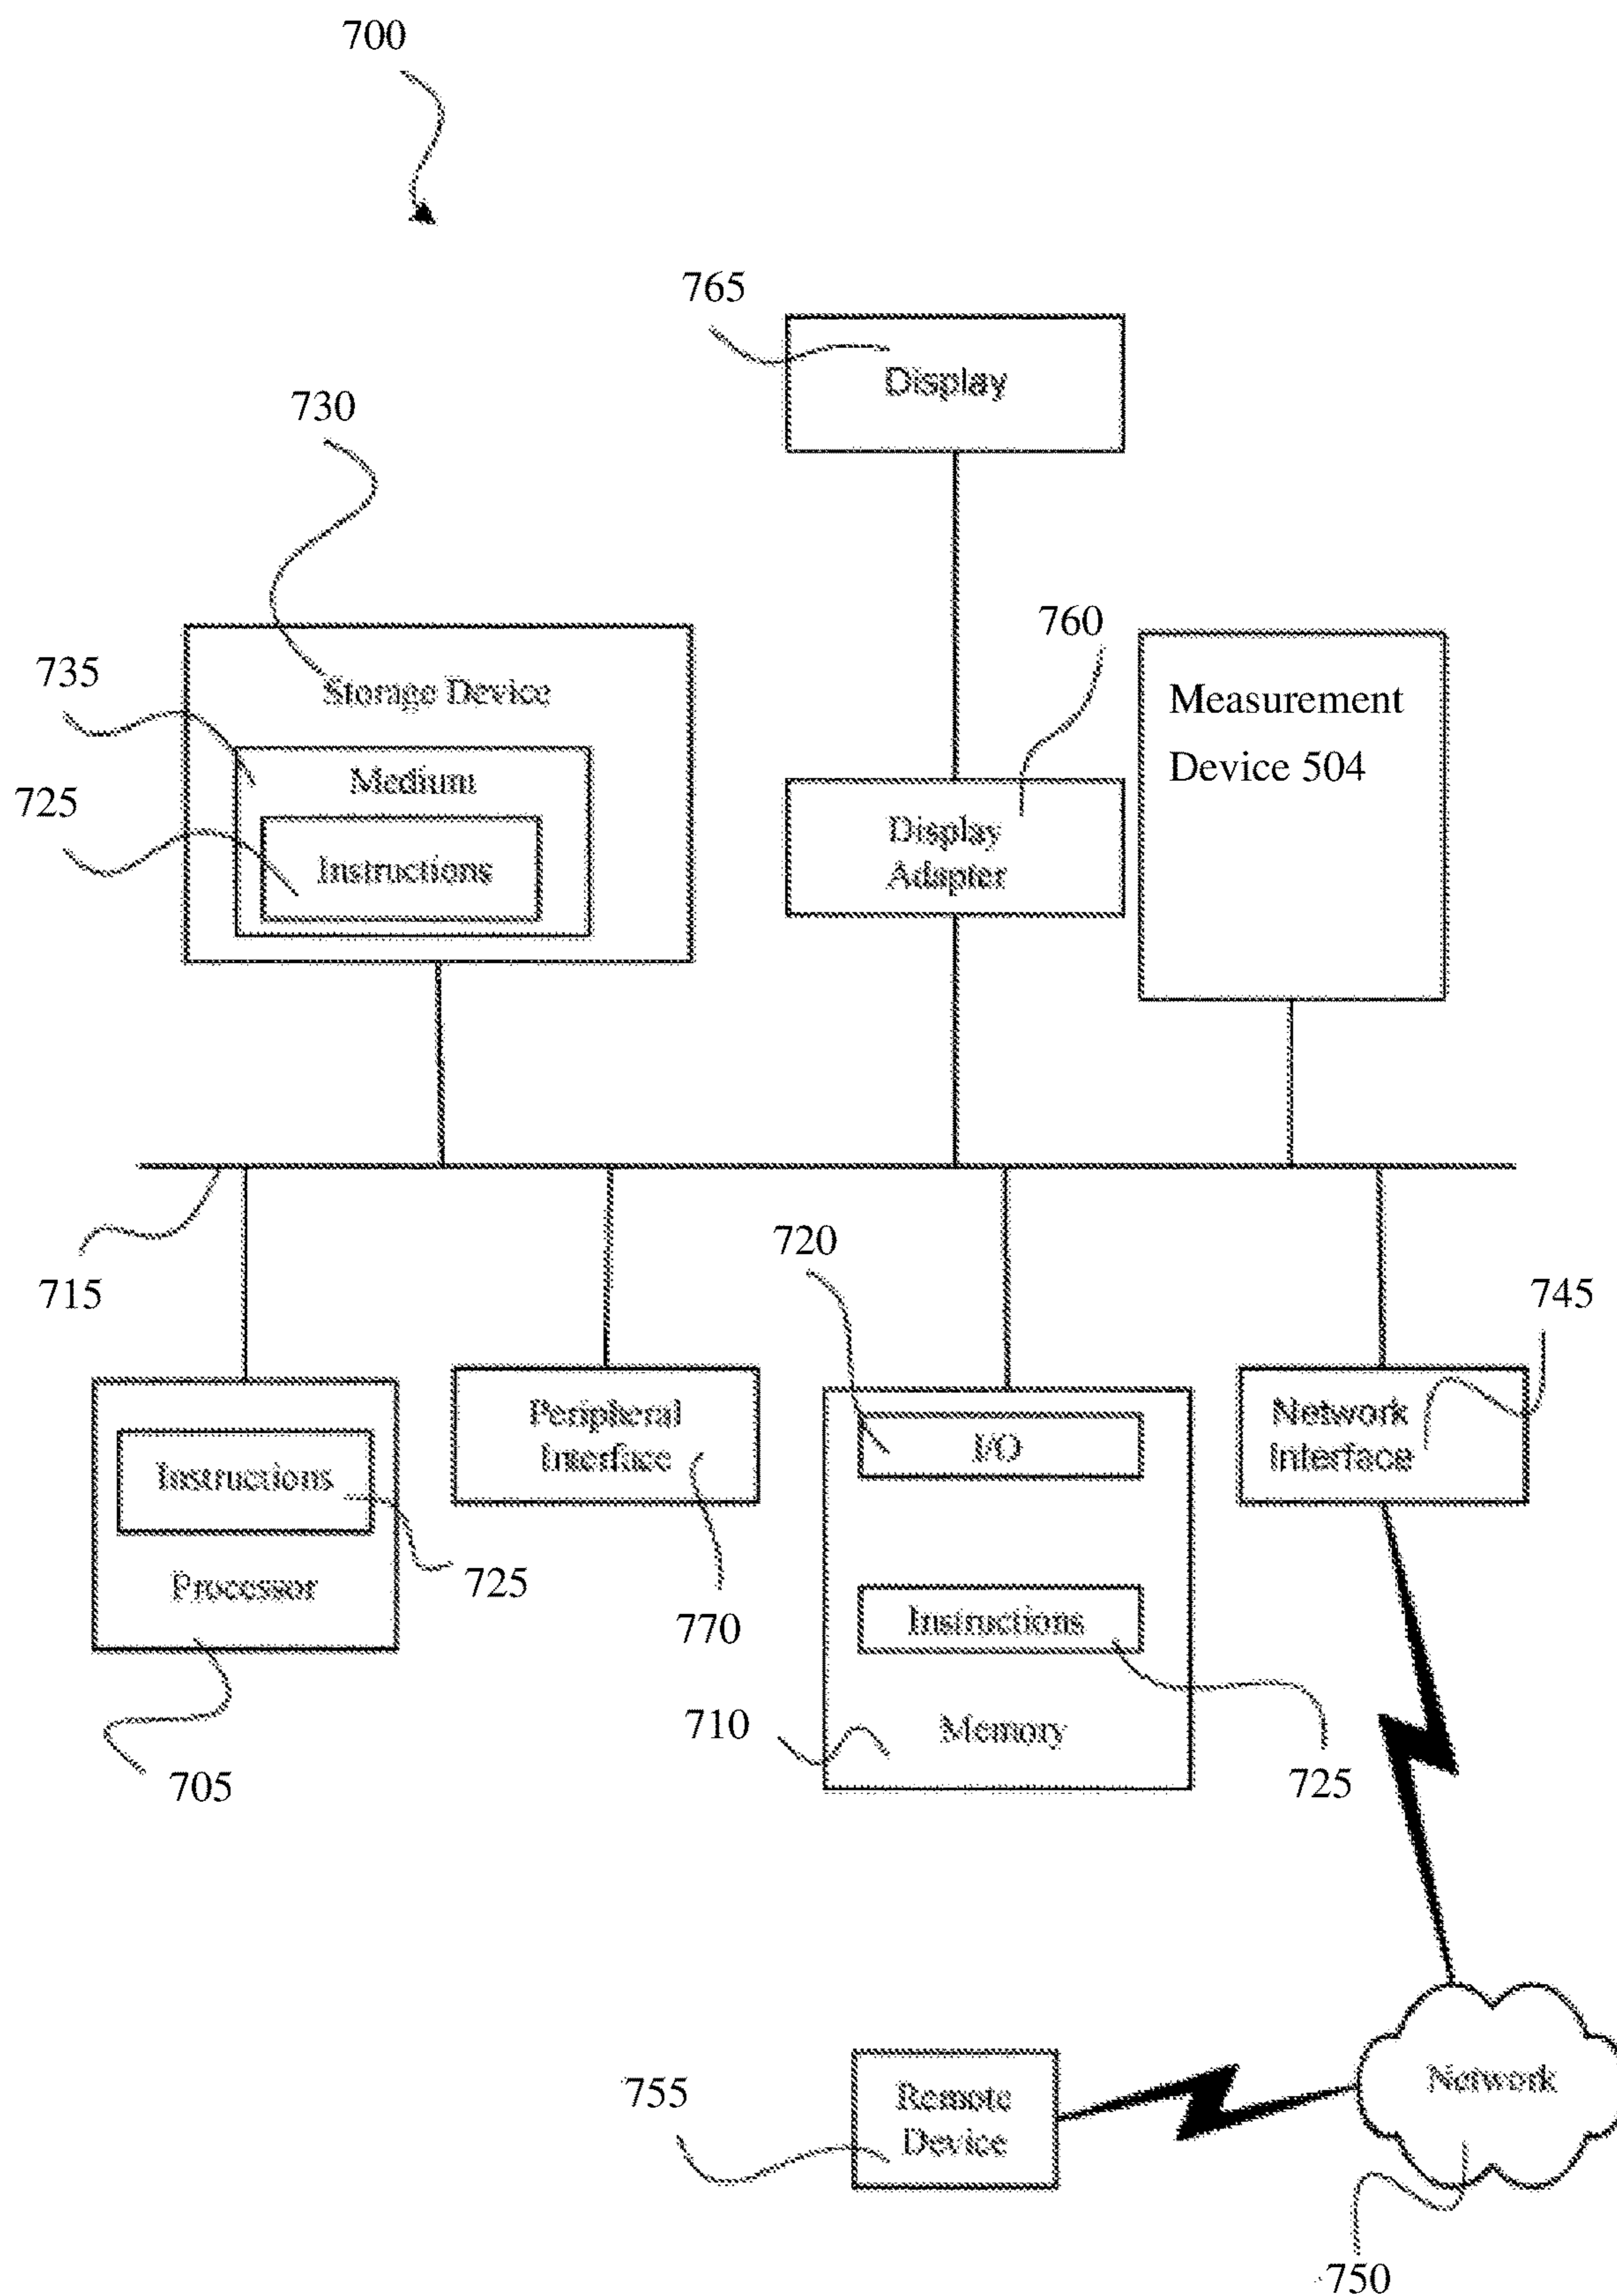 700
765
Display
730
760
735
Storage Device
Measurement
Device 504
Medium
725
Instructions
Display
Adapter
715
720
745
Peripheral
Interface
I/O
Network
Interface
Instructions
Processor
725
770
Instructions
710
Memory
705
725
755
Remote
Device
Network
750